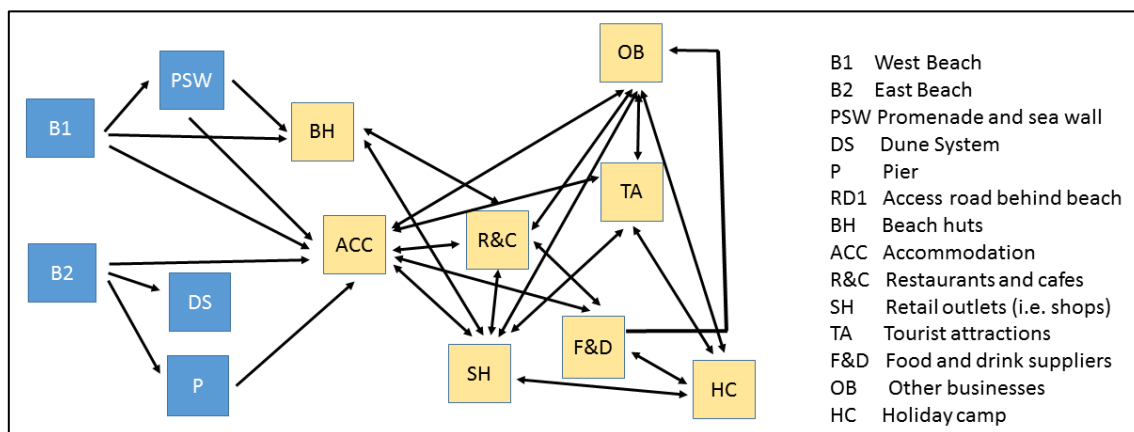 OB
PSW
B1
BH
TA
R&C
ACC
B2
DS
F&D
SH
HC
P
B1 West Beach
B2 East Beach
PSW Promenade and sea wall
DS Dune System
P Pier
RD1 Access road behind beach
BH Beach huts
ACC Accommodation
R&C Restaurants and cafes
SH Retail outlets (i.e. shops)
TA Tourist attractions
F&D Food and drink suppliers
OB Other businesses
HC Holiday camp